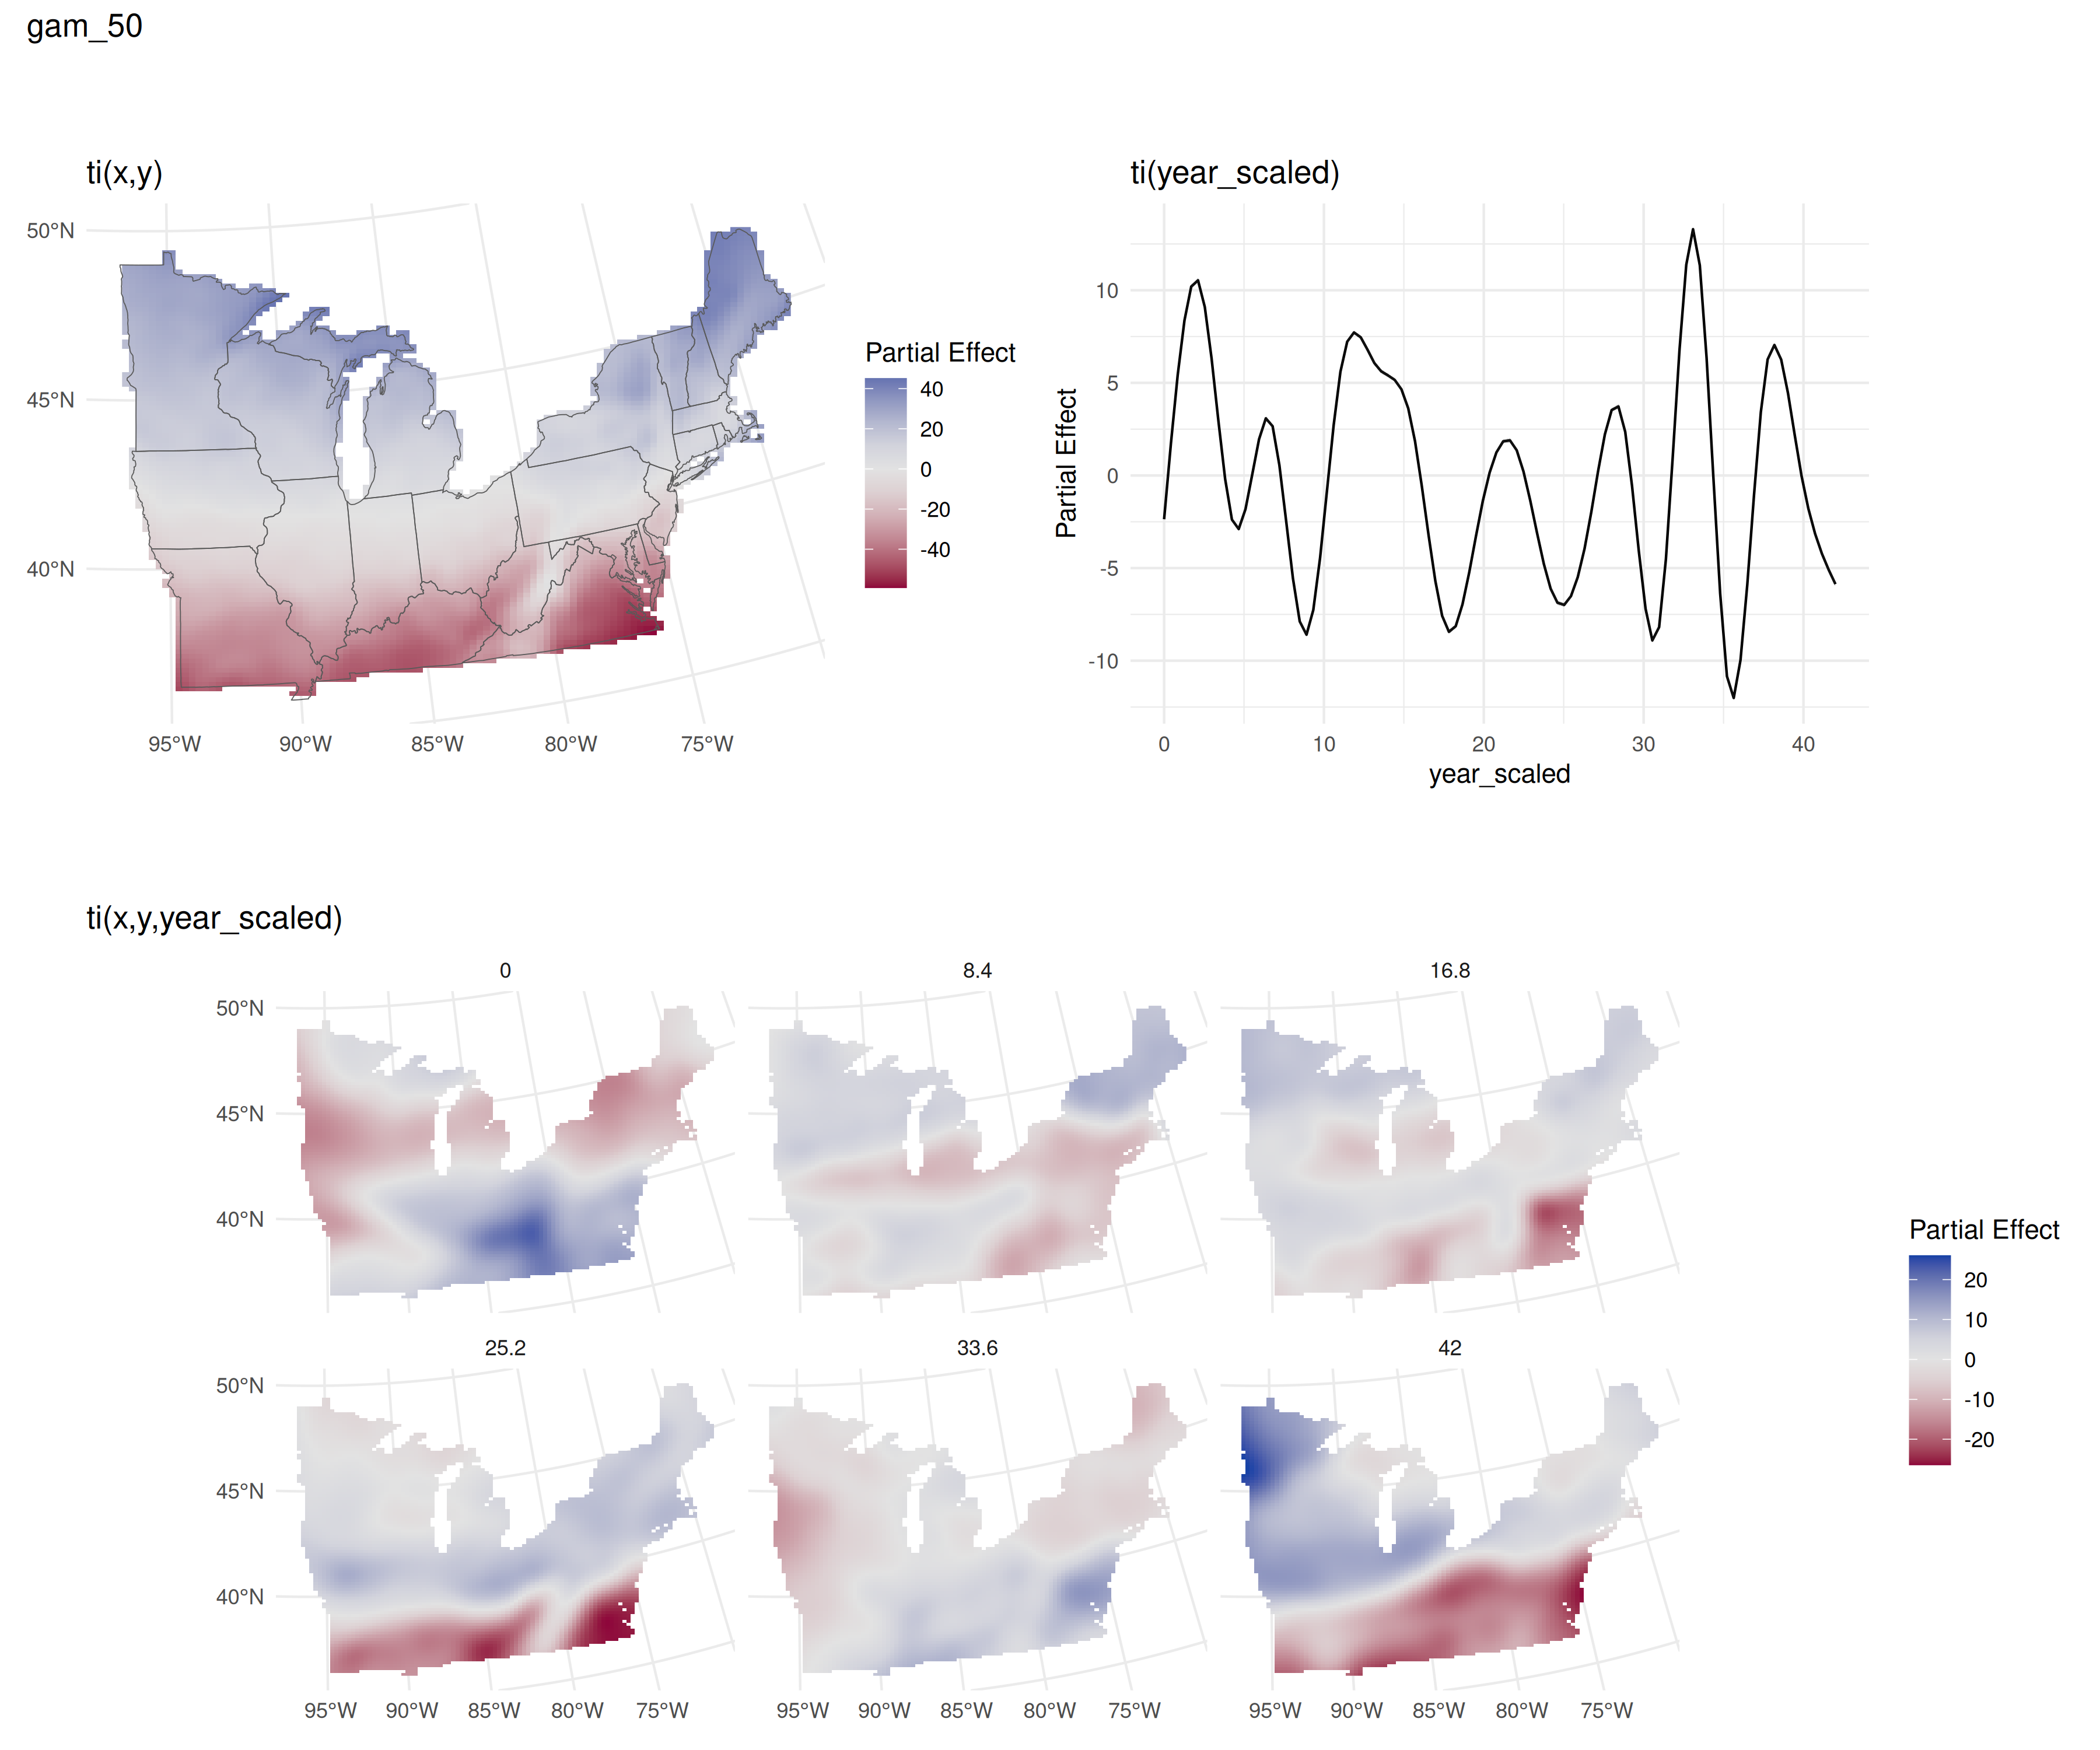 gam_50
ti(x,y)
50°N
45°N
40°N
95°W 90°W 85°W 80°W 75°W
Partial Effect
40
20
0
-20
-40
ti(year_scaled)
Partial Effect
10
5
0
-5
-10
0 10 20 30 40
year_scaled
ti(x,y,year_scaled)
0 8.4 16.8
50°N
45°N
40°N
25.2 33.6 42
50°N
45°N
40°N
95°W 90°W 85°W 80°W 75°W 95°W 90°W 85°W 80°W 75°W 95°W 90°W 85°W 80°W 75°W
Partial Effect
20
10
0
-10
-20